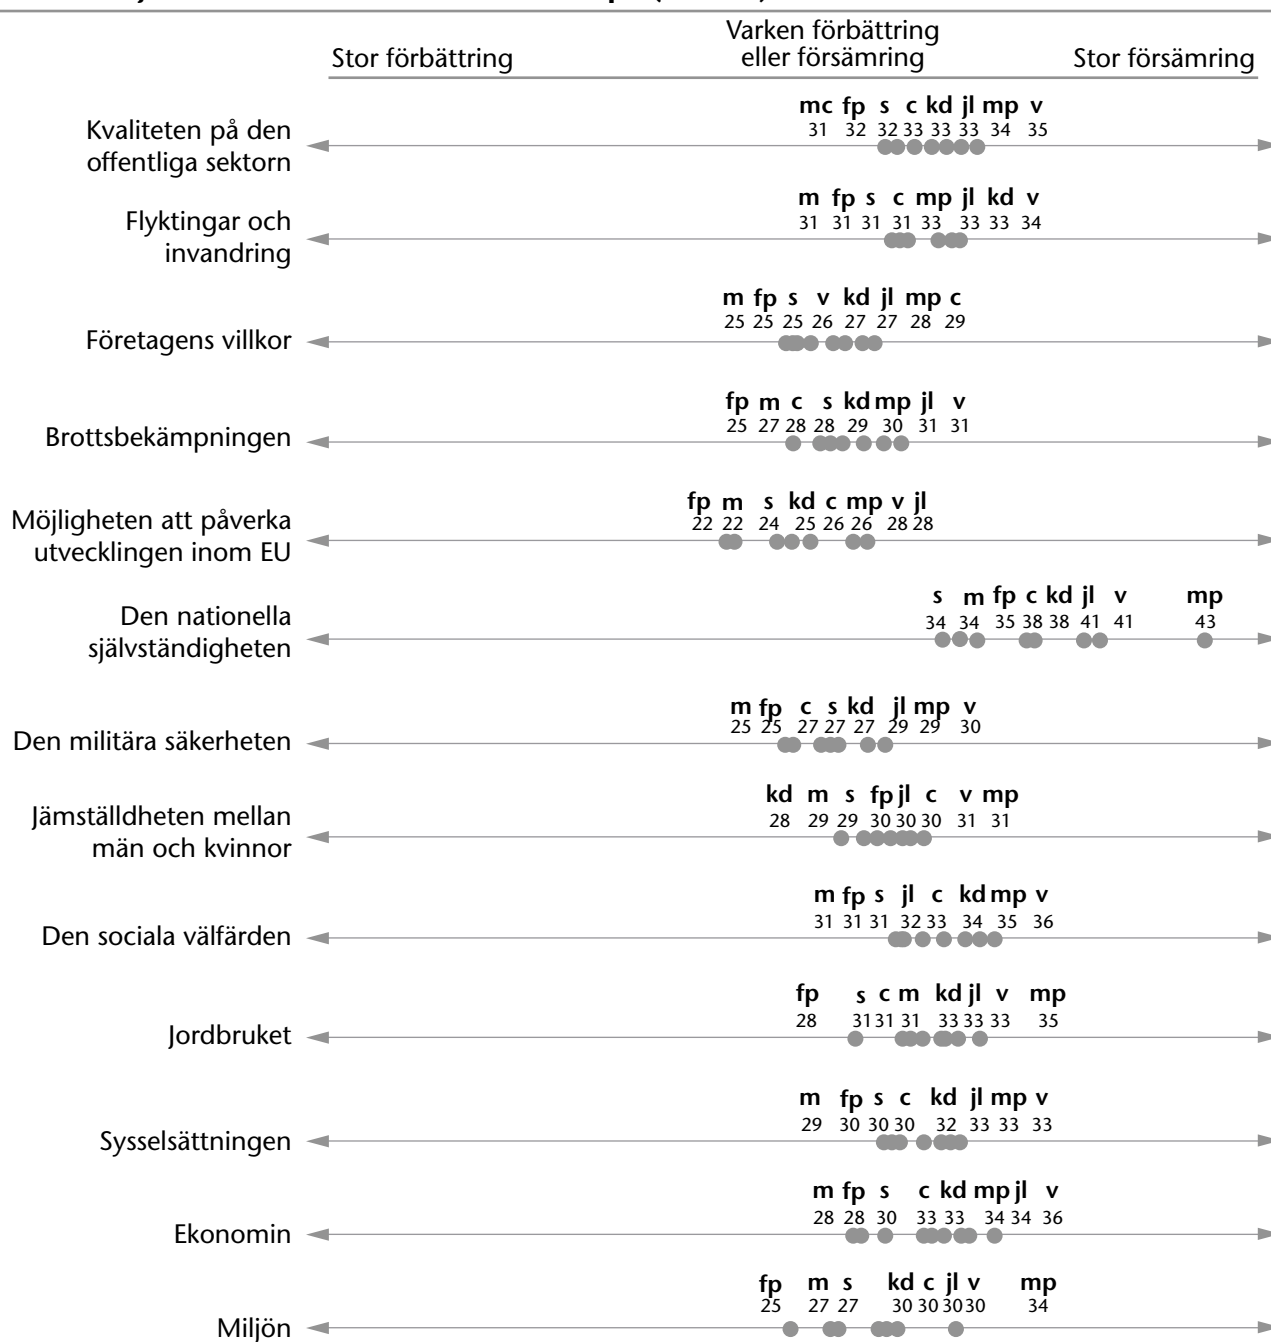 Varken förbättring
Stor förbättring eller försämring Stor försämring
mc fp s c kd jl mp v
31 32 32 33 33 33 34 35
Kvaliteten på den
offentliga sektorn
m fp s c mp jl kd v
31 31 31 31 33 33 33 34
Flyktingar och
invandring
m fp s v kd jl mp c
25 25 25 26 27 27 28 29
Företagens villkor
fp m c s kd mp jl v
25 27 28 28 29 30 31 31
Brottsbekämpningen
fp m s kd c mp v jl
22 22 24 25 26 26 28 28
Möjligheten att påverka
utvecklingen inom EU
s m fp c kd jl v mp
34 34 35 38 38 41 41 43
Den nationella
självständigheten
m fp c s kd jl mp v
25 25 27 27 27 29 29 30
Den militära säkerheten
kd m s fp jl c v mp
28 29 29 30 30 30 31 31
Jämställdheten mellan
män och kvinnor
m fp s jl c kd mp v
31 31 31 32 33 34 35 36
Den sociala välfärden
fp s c m kd jl v mp
28 31 31 31 33 33 33 35
Jordbruket
m fp s c kd jl mp v
29 30 30 30 32 33 33 33
Sysselsättningen
m fp s c kd mp jl v
28 28 30 33 33 34 34 36
Ekonomin
fp m s kd c jl v mp
25 27 27 30 30 30 30 34
Miljön